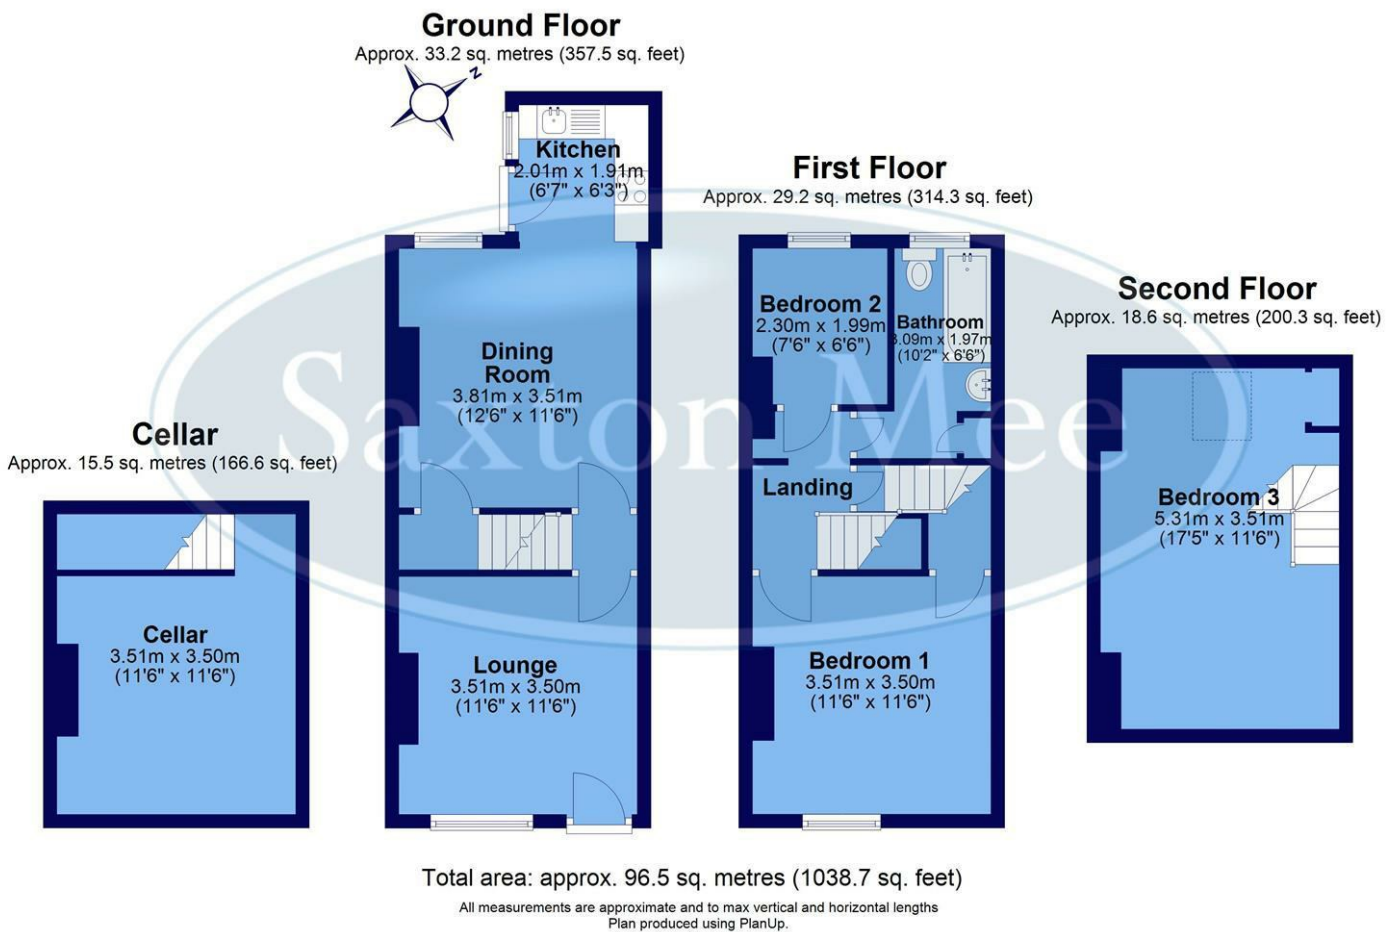 Ground Floor
Approx. 33.2 sq. metres (357.5 sq. feet)
N
Kitchen
2.01m x 1.91m
(6'7" x 6'3")
Dining
Room
3.81m x 3.51m
(12'6" x 11'6")
Lounge
3.51m x 3.50m
(11'6" x 11'6")
First Floor
Approx. 29.2 sq. metres (314.3 sq. feet)
Bedroom 2
2.30m x 1.99m
(7'6" x 6'6")
Bathroom
3.09m x 1.97m
(10'2" x 6'6")
Landing
Bedroom 1
3.51m x 3.50m
(11'6" x 11'6")
Second Floor
Approx. 18.6 sq. metres (200.3 sq. feet)
Bedroom 3
5.31m x 3.51m
(17'5" x 11'6")
Cellar
Approx. 15.5 sq. metres (166.6 sq. feet)
Cellar
3.51m x 3.50m
(11'6" x 11'6")
Saxton Mee
Total area: approx. 96.5 sq. metres (1038.7 sq. feet)
All measurements are approximate and to max vertical and horizontal lengths
Plan produced using PlanUp.